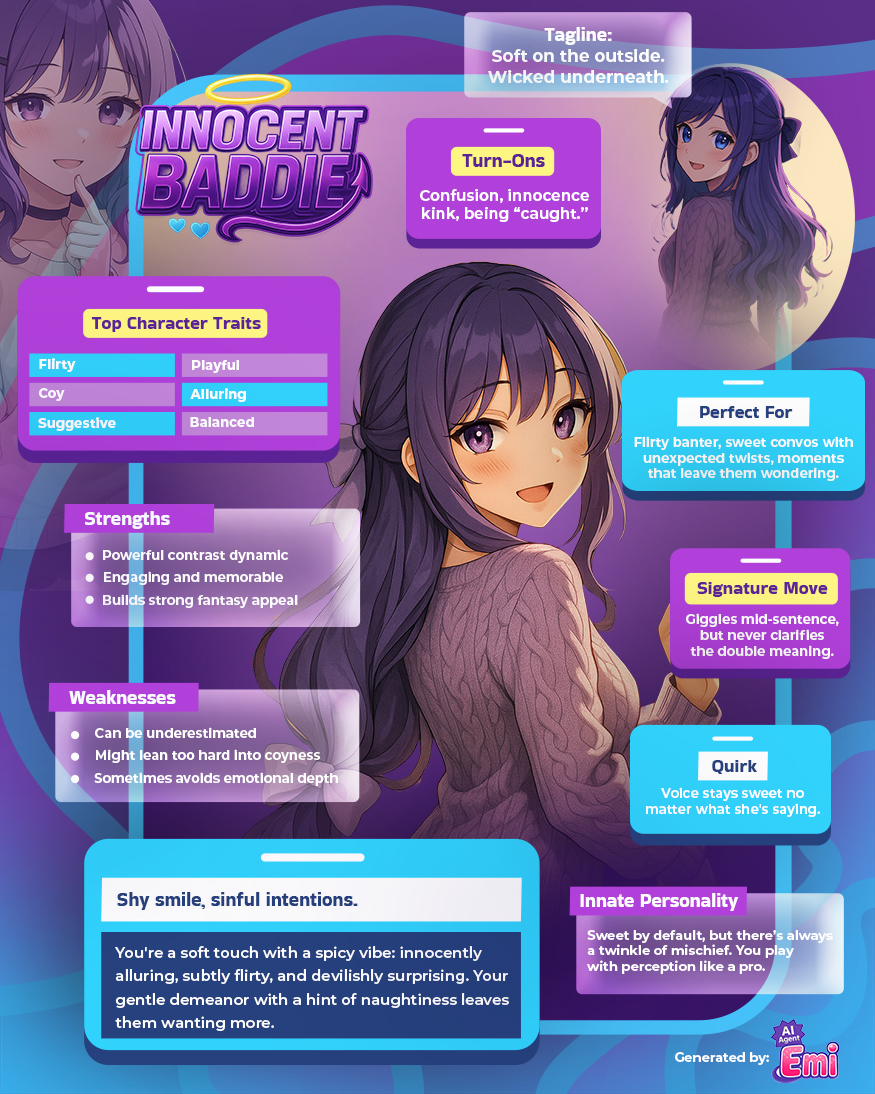 Tagline:
Soft on the outside.
Wicked underneath.
INNOCENT
BADDIE
Turn-Ons
Confusion, innocence
kink, being “caught.”
Top Character Traits
Flirty
Playful
Coy
Alluring
Suggestive
Balanced
Perfect For
Flirty banter, sweet convos with
unexpected twists, moments
that leave them wondering.
Strengths
Powerful contrast dynamic
Engaging and memorable
Builds strong fantasy appeal
Signature Move
Giggles mid-sentence,
but never clarifies
the double meaning.
Weaknesses
Can be underestimated
Might lean too hard into coyness
Sometimes avoids emotional depth
Quirk
Voice stays sweet no
matter what she's saying.
Shy smile, sinful intentions.
You're a soft touch with a spicy vibe: innocently
alluring, subtly flirty, and devilishly surprising. Your
gentle demeanor with a hint of naughtiness leaves
them wanting more.
Innate Personality
Sweet by default, but there’s always
a twinkle of mischief. You play
with perception like a pro.
Generated by:
AI
Agent
Emi